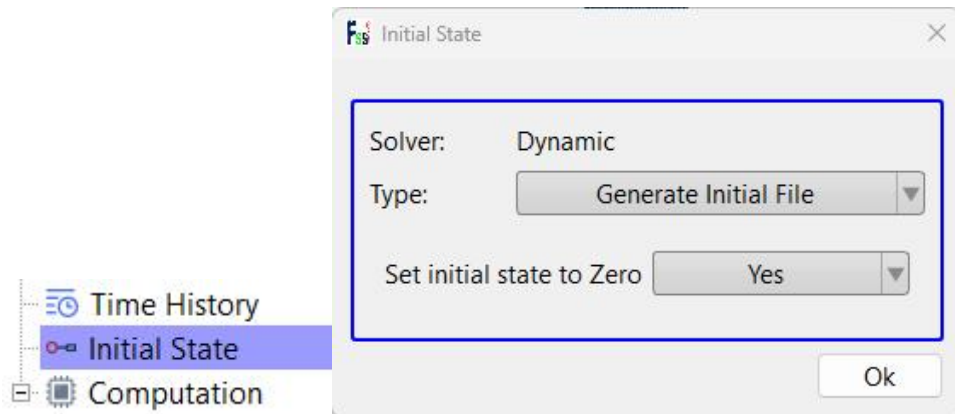 Fssi Initial State
Solver: Dynamic
Type: Generate Initial File
Set initial state to Zero Yes
Ok
Time History
Initial State
Computation